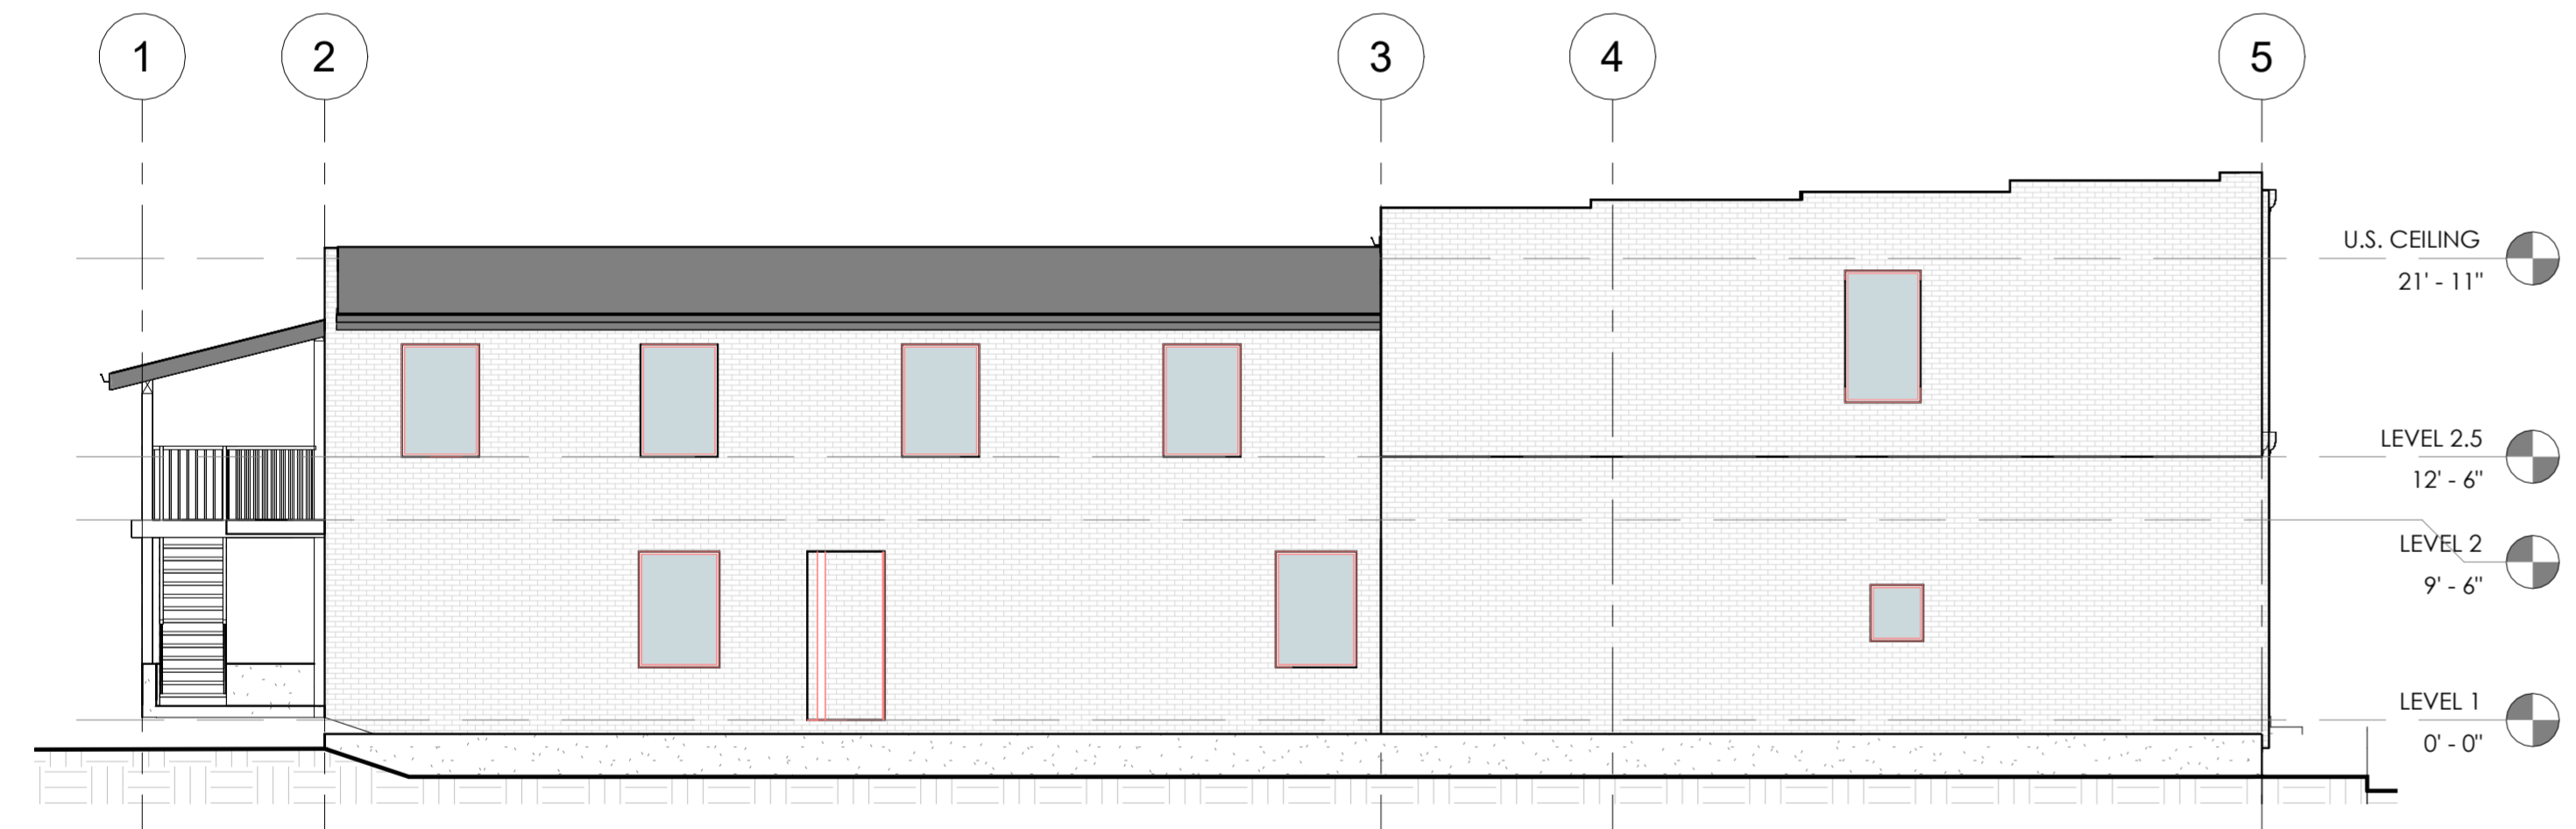 1
2
3
4
5
U.S. CEILING
21' - 11"
LEVEL 2.5
12' - 6"
LEVEL 2
9' - 6"
LEVEL 1
0' - 0"